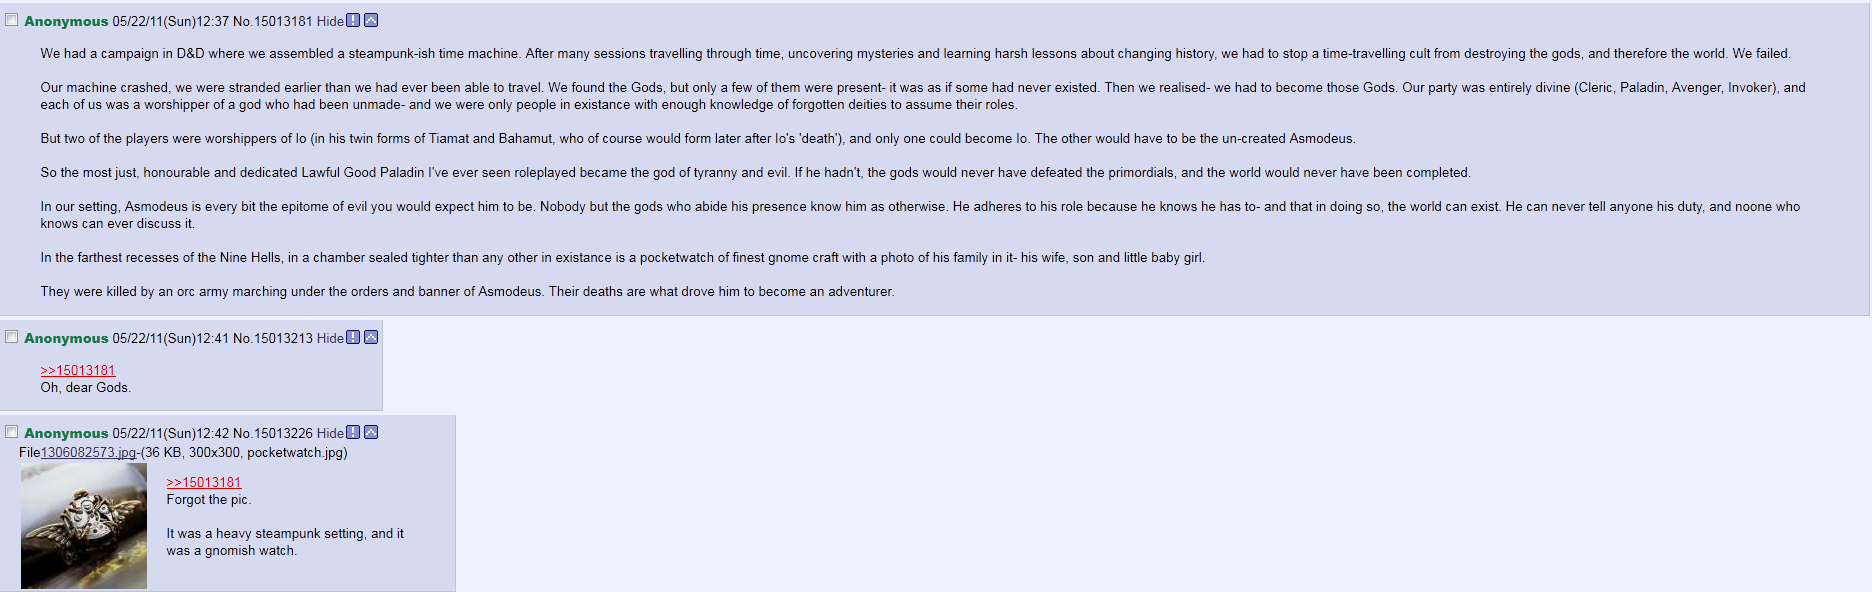 Anonymous 05/22/11(Sun)12:37 No.15013181 Hide
We had a campaign in D&D where we assembled a steampunk-ish time machine. After many sessions travelling through time, uncovering mysteries and learning harsh lessons about changing history, we had to stop a time-travelling cult from destroying the gods, and therefore the world. We failed.
Our machine crashed, we were stranded earlier than we had ever been able to travel. We found the Gods, but only a few of them were present- it was as if some had never existed. Then we realised- we had to become those Gods. Our party was entirely divine (Cleric, Paladin, Avenger, Invoker), and
each of us was a worshipper of a god who had been unmade- and we were only people in existance with enough knowledge of forgotten deities to assume their roles.
But two of the players were worshippers of Io (in his twin forms of Tiamat and Bahamut, who of course would form later after Io's 'death'), and only one could become Io. The other would have to be the un-created Asmodeus.
So the most just, honourable and dedicated Lawful Good Paladin I've ever seen roleplayed became the god of tyranny and evil. If he hadn't, the gods would never have defeated the primordials, and the world would never have been completed.
In our setting, Asmodeus is every bit the epitome of evil you would expect him to be. Nobody but the gods who abide his presence know him as otherwise. He adheres to his role because he knows he has to- and that in doing so, the world can exist. He can never tell anyone his duty, and noone who
knows can ever discuss it.
In the farthest recesses of the Nine Hells, in a chamber sealed tighter than any other in existance is a pocketwatch of finest gnome craft with a photo of his family in it- his wife, son and little baby girl.
They were killed by an orc army marching under the orders and banner of Asmodeus. Their deaths are what drove him to become an adventurer.
Anonymous 05/22/11(Sun)12:41 No.15013213 Hide
>>15013181
Oh, dear Gods.
Anonymous 05/22/11(Sun)12:42 No.15013226 Hide
File1306082573.jpg-(36 KB, 300x300, pocketwatch.jpg)
>>15013181
Forgot the pic.
It was a heavy steampunk setting, and it
was a gnomish watch.